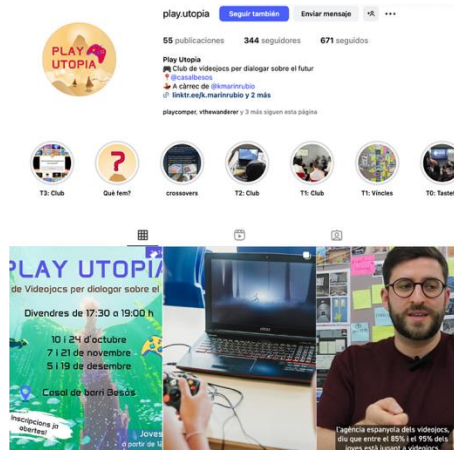 play.utopia Seguir también Enviar mensaje
55 publicaciones 344 seguidores 671 seguidos
Play Utopia
Club de videojocs per dialogar sobre el futur
@casalbesos
A càrrec de @kmarinrubio
linktr.ee/k.marinrubio y 2 más
playcomper, vthewanderer y 3 más siguen esta página
PLAY
UTOPIA
T3: Club
Què fem?
crossovers
T2: Club
T1: Club
T1: Vincles
T0: Tastet
PLAY UTOPIA
de Videojocs per dialogar sobre el
Divendres de 17:30 a 19:00 h
10 i 24 d'octubre
7 i 21 de novembre
5 i 19 de desembre
Casal de barri Besòs
Inscripcions ja
obertes!
Joves
a partir de 12
L'agència espanyola dels videojocs,
diu que entre el 85% i el 95% dels
joves està jugant a videojocs.